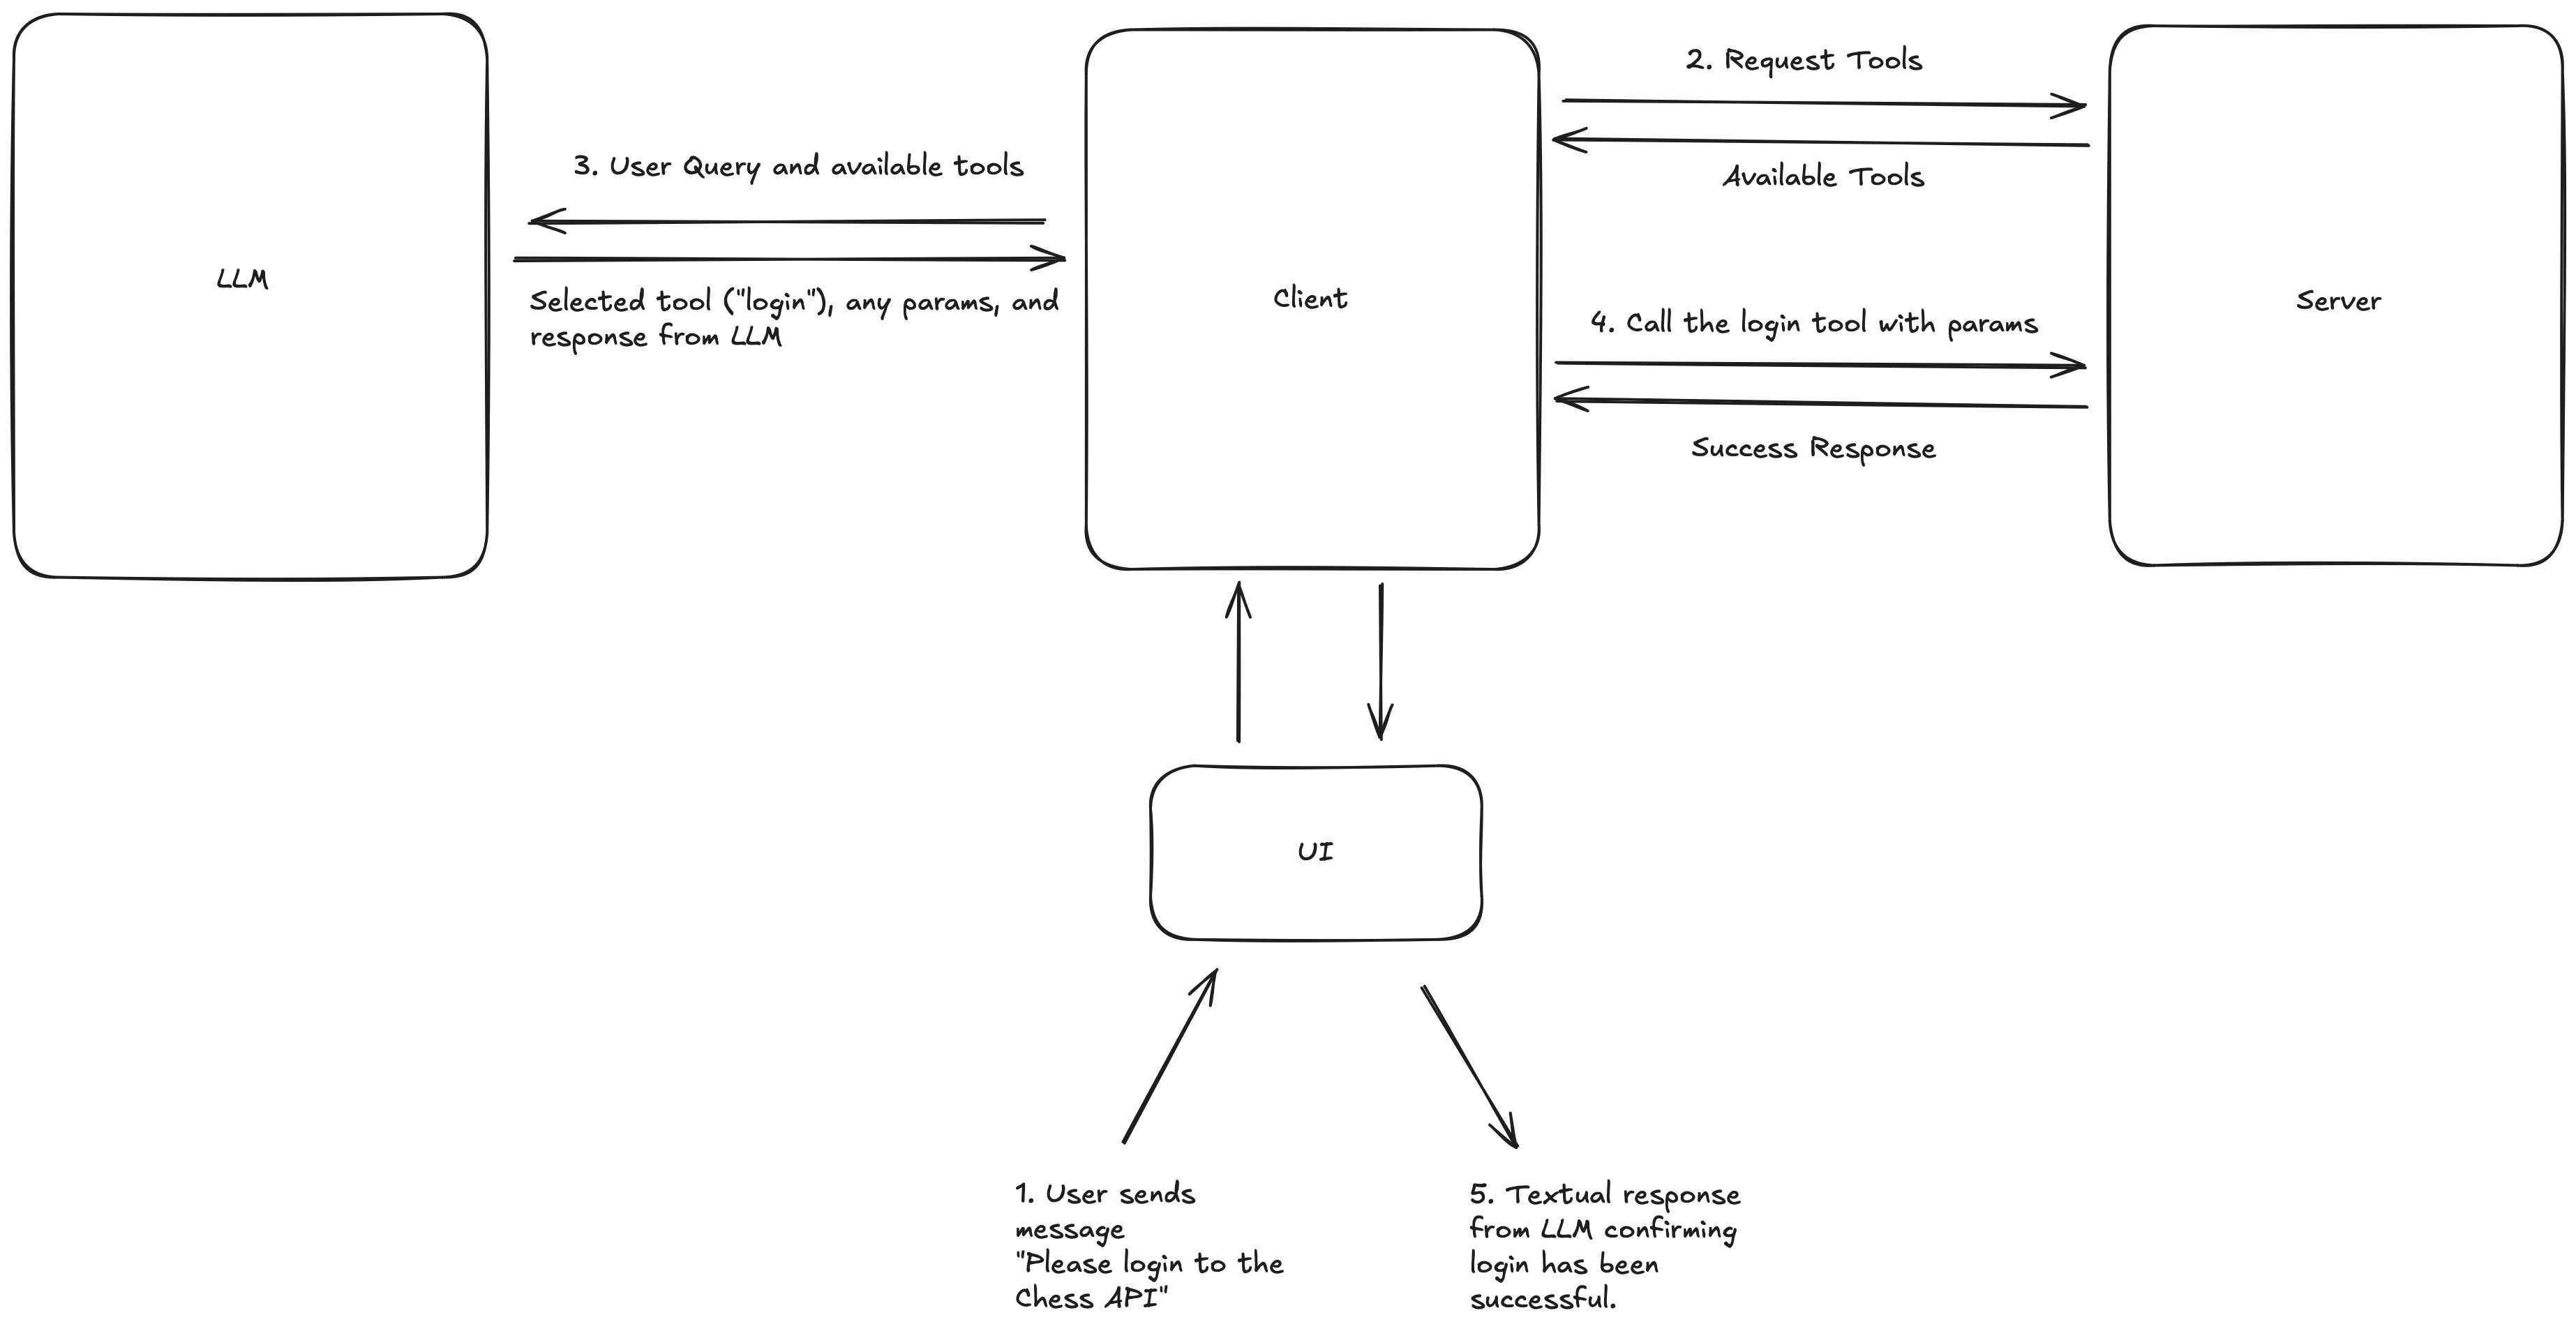 2. Request Tools
Available Tools
3. User Query and available tools
Selected tool ("login"), any params, and
response from LLM
LLM
Client
Server
4. Call the login tool with params
Success Response
UI
1. User sends
message
"Please login to the
Chess API"
5. Textual response
from LLM confirming
login has been
successful.